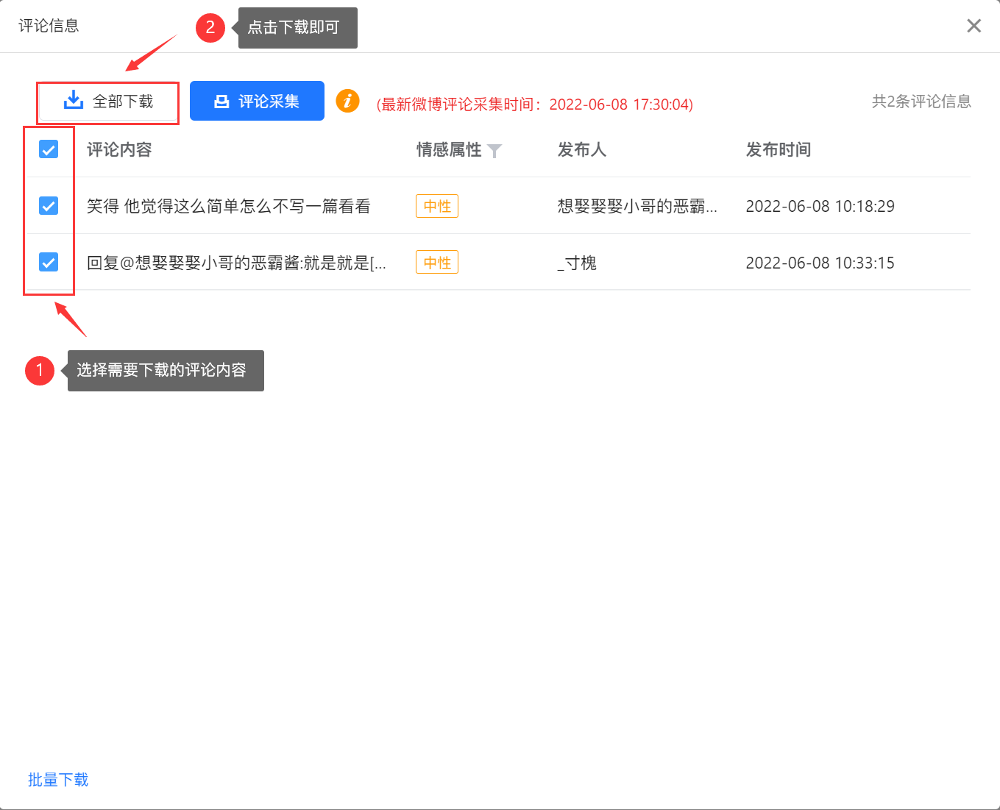 评论信息
2 点击下载即可
全部下载 评论采集 i (最新微博评论采集时间：2022-06-08 17:30:04) 共2条评论信息
评论内容 情感属性 发布人 发布时间
笑得 他觉得这么简单怎么不写一篇看看 中性 想娶娶娶小哥的恶霸... 2022-06-08 10:18:29
回复@想娶娶娶小哥的恶霸酱:就是就是[... 中性 _寸槐 2022-06-08 10:33:15
1 选择需要下载的评论内容
批量下载